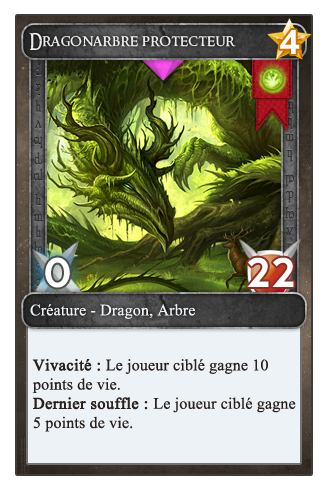 Dragonarbre protecteur
4
0
22
Créature - Dragon, Arbre
Vivacité : Le joueur ciblé gagne 10
points de vie.
Dernier souffle : Le joueur ciblé gagne
5 points de vie.